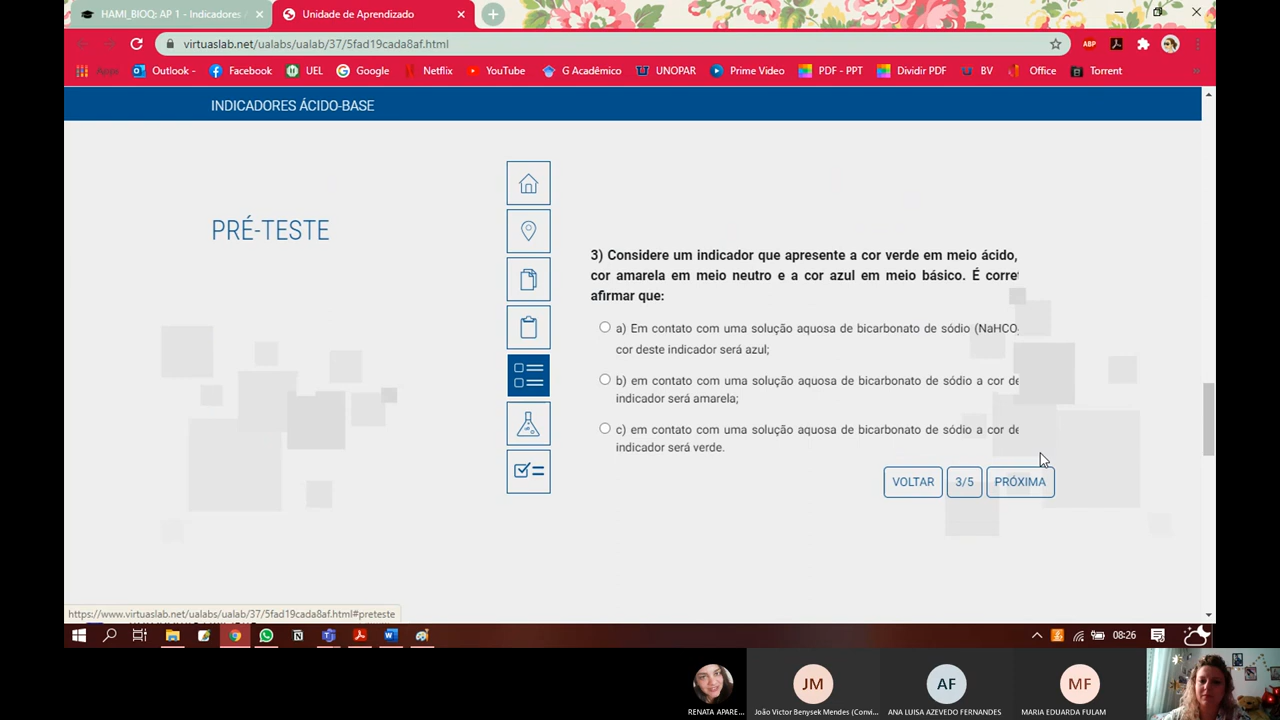 HAMI_BIOQ: AP 1 - Indicadores
Unidade de Aprendizado
virtuaslab.net/ualabs/ualab/37/5fad19cada8af.html
ABP
Apps Outlook - Facebook UEL Google Netflix YouTube G Acadêmico UNOPAR Prime Video PDF - PPT Dividir PDF BV Office Torrent
INDICADORES ÁCIDO-BASE
PRÉ-TESTE
3) Considere um indicador que apresente a cor verde em meio ácido,
cor amarela em meio neutro e a cor azul em meio básico. É corre
afirmar que:
a) Em contato com uma solução aquosa de bicarbonato de sódio (NaHCO
cor deste indicador será azul;
b) em contato com uma solução aquosa de bicarbonato de sódio a cor de
indicador será amarela;
c) em contato com uma solução aquosa de bicarbonato de sódio a cor de
indicador será verde.
VOLTAR 3/5 PRÓXIMA
https://www.virtuaslab.net/ualabs/ualab/37/5fad19cada8af.html#preteste
08:26
JM AF MF
RENATA APARE... João Victor Benysek Mendes (Convi... ANA LUISA AZEVEDO FERNANDES MARIA EDUARDA FULAM...